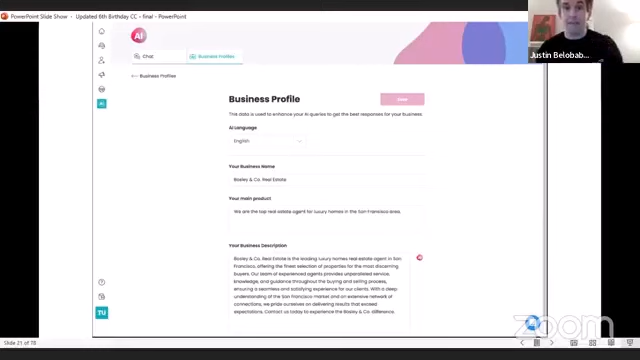 PowerPoint Slide Show - Updated 6th Birthday CC - final - PowerPoint
AI
Chat
Business Profiles
Business Profiles
Business Profile
Save
This data is used to enhance your AI queries to get the best responses for your business.
AI Language
English
Your Business Name
Bosley & Co. Real Estate
Your main product
We are the top real estate agent for luxury homes in the San Francisco area.
Your Business Description
Bosley & Co. Real Estate is the leading luxury homes real estate agent in San
Francisco, offering the finest selection of properties for the most discerning
buyers. Our team of experienced agents provides unparalleled service,
knowledge, and guidance throughout the buying and selling process,
ensuring a seamless and satisfying experience for our clients. With a deep
understanding of the San Francisco market and an extensive network of
connections, we pride ourselves on delivering results that exceed
expectations. Contact us today to experience the Bosley & Co. difference.
AI
AI
TU
Justin Belobab...
zoom
Slide 21 of 78